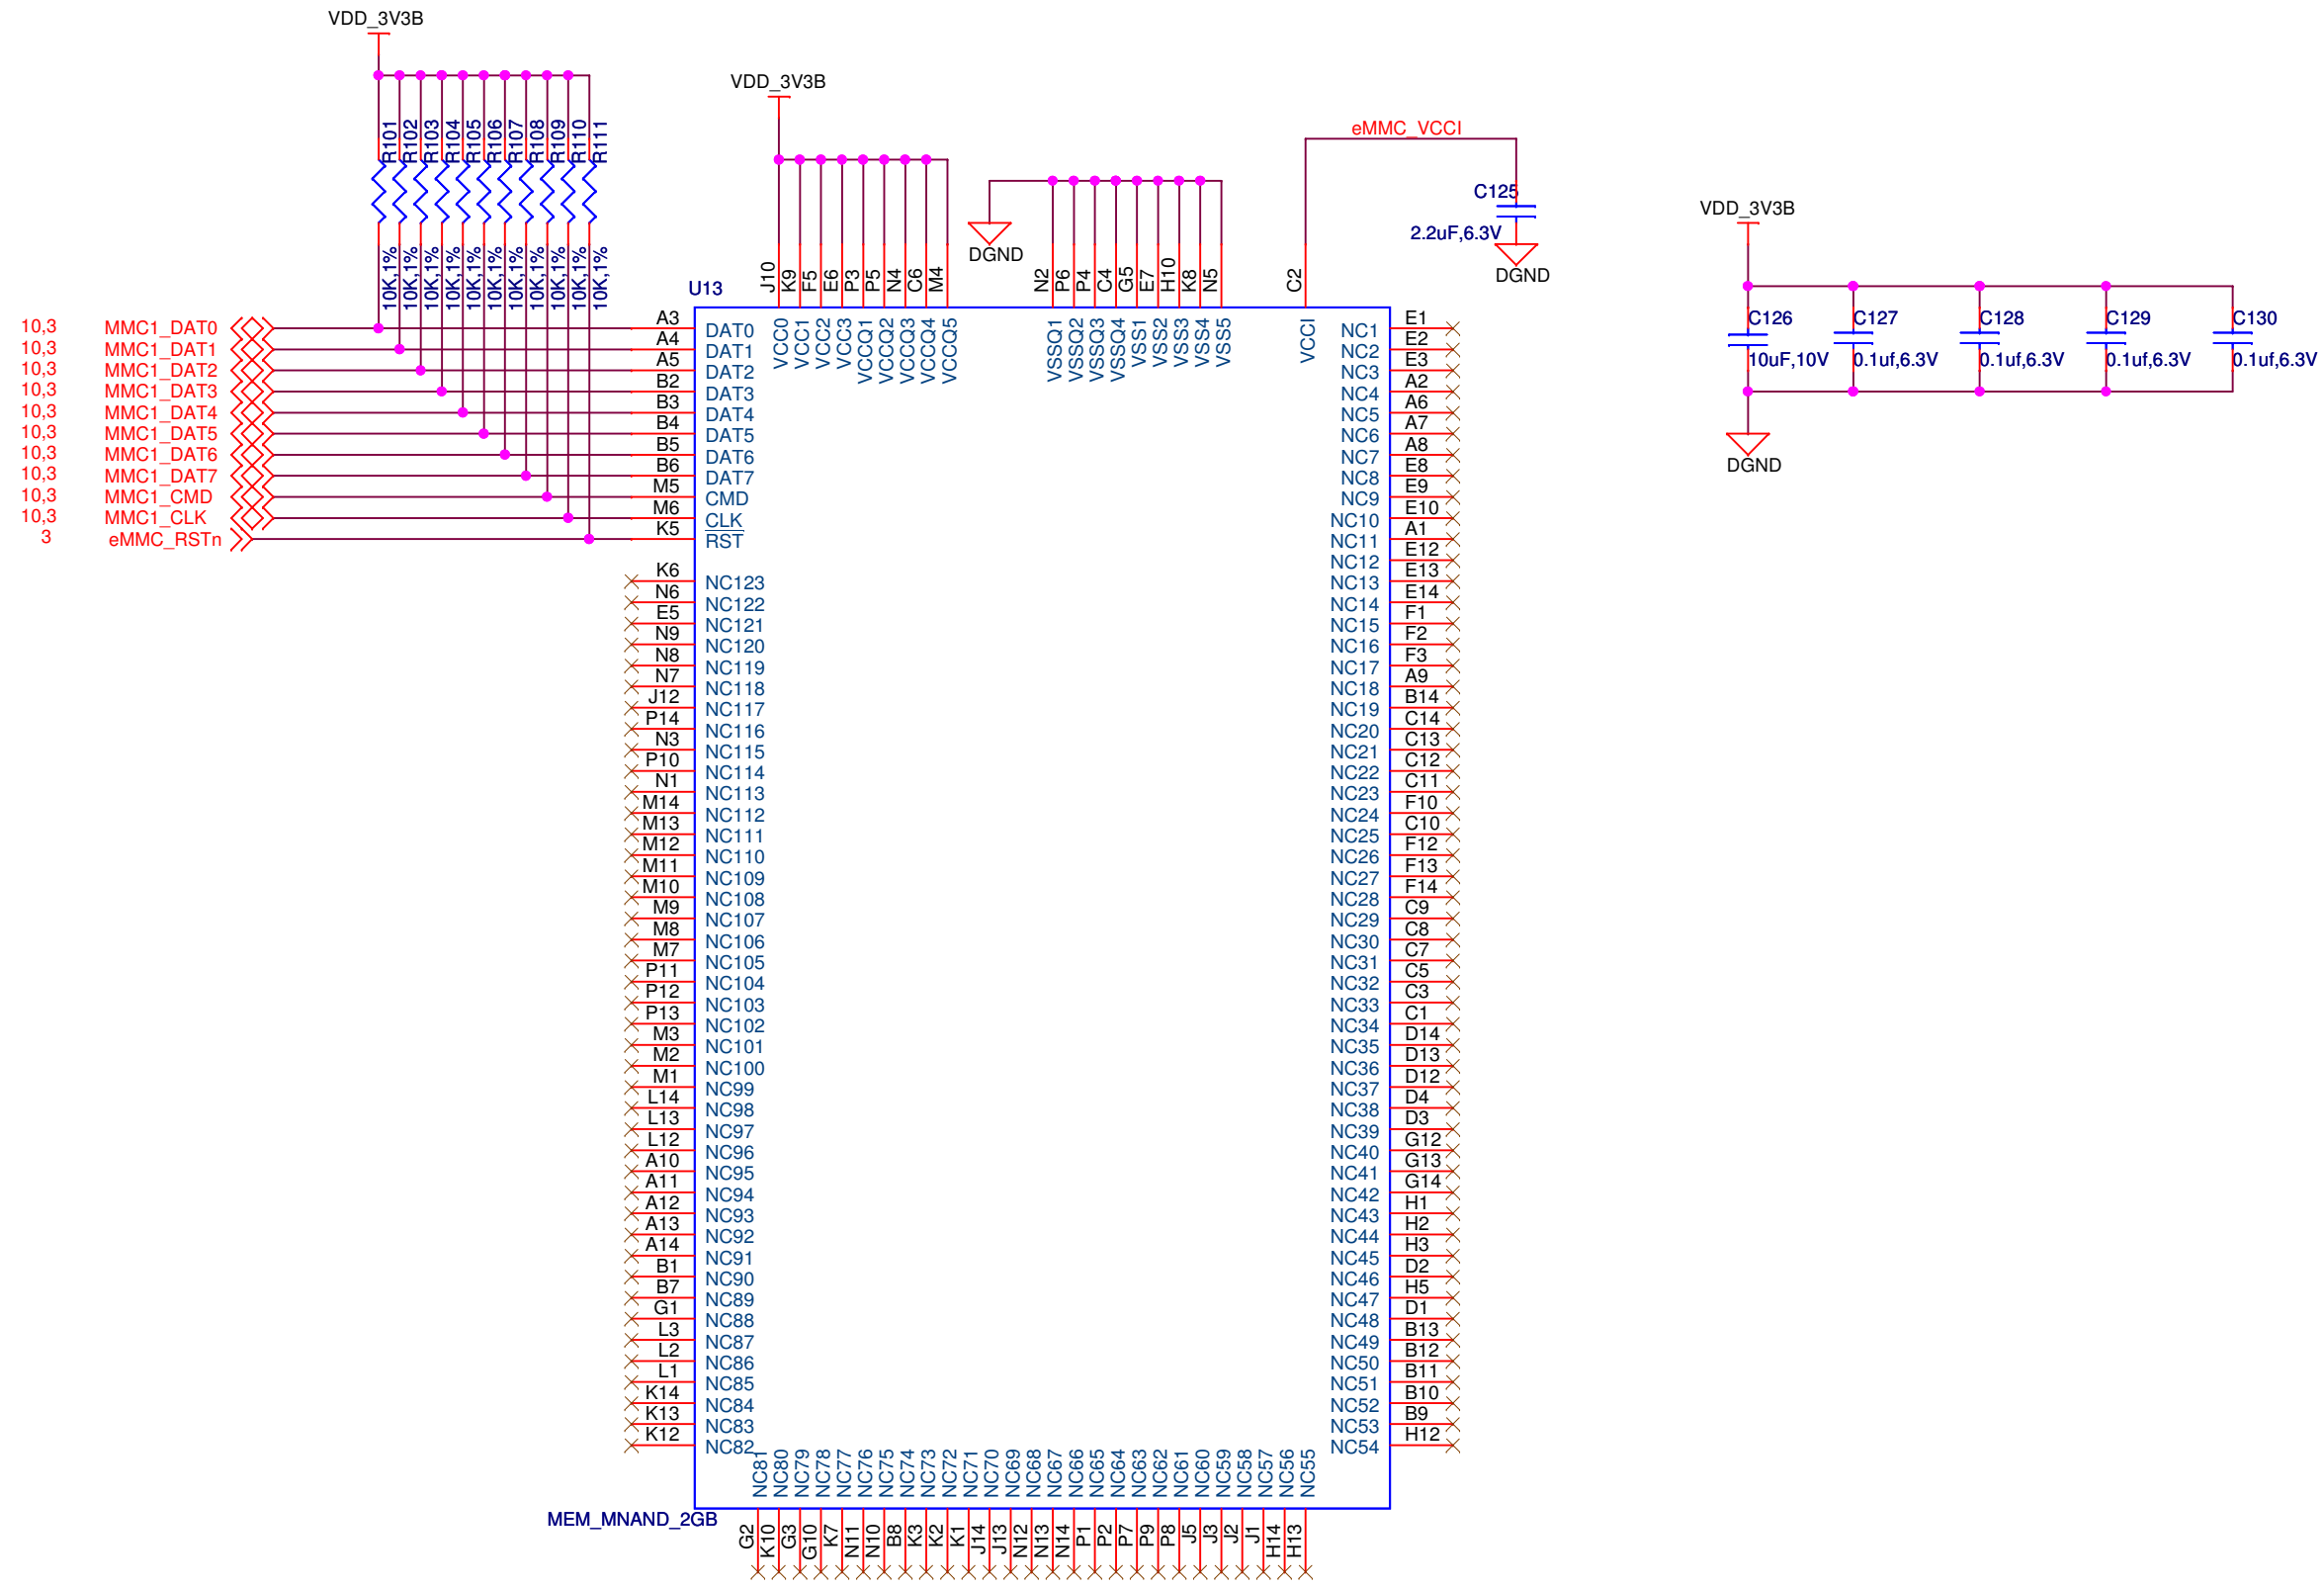 VDD_3V3B
R101
R102
R103
R104
R105
R106
R107
R108
R109
R110
R111
10K,1%
10K,1%
10K,1%
10K,1%
10K,1%
10K,1%
10K,1%
10K,1%
10K,1%
10K,1%
10K,1%
VDD_3V3B
DGND
eMMC_VCCI
C125
2.2uF,6.3V
DGND
VDD_3V3B
C126 C127 C128 C129 C130
10uF,10V 0.1uf,6.3V 0.1uf,6.3V 0.1uf,6.3V 0.1uf,6.3V
DGND
U13
J10 VCC0
K9 VCC1
F5 VCC2
E6 VCC3
P3 VCCQ1
P5 VCCQ2
N4 VCCQ3
C6 VCCQ4
M4 VCCQ5
N2 VSSQ1
P6 VSSQ2
P4 VSSQ3
C4 VSSQ4
G5 VSS1
E7 VSS2
H10 VSS3
K8 VSS4
N5 VSS5
C2 VCCI
10,3 MMC1_DAT0 A3 DAT0
10,3 MMC1_DAT1 A4 DAT1
10,3 MMC1_DAT2 A5 DAT2
10,3 MMC1_DAT3 B2 DAT3
10,3 MMC1_DAT4 B3 DAT4
10,3 MMC1_DAT5 B4 DAT5
10,3 MMC1_DAT6 B5 DAT6
10,3 MMC1_DAT7 B6 DAT7
10,3 MMC1_CMD M5 CMD
10,3 MMC1_CLK M6 CLK
3 eMMC_RSTn K5 RST
K6 NC123
N6 NC122
E5 NC121
N9 NC120
N8 NC119
N7 NC118
J12 NC117
P14 NC116
N3 NC115
P10 NC114
N1 NC113
M14 NC112
M13 NC111
M12 NC110
M11 NC109
M10 NC108
M9 NC107
M8 NC106
M7 NC105
P11 NC104
P12 NC103
P13 NC102
M3 NC101
M2 NC100
M1 NC99
L14 NC98
L13 NC97
L12 NC96
A10 NC95
A11 NC94
A12 NC93
A13 NC92
A14 NC91
B1 NC90
B7 NC89
G1 NC88
L3 NC87
L2 NC86
L1 NC85
K14 NC84
K13 NC83
K12 NC82
NC1 E1
NC2 E2
NC3 E3
NC4 A2
NC5 A6
NC6 A7
NC7 A8
NC8 E8
NC9 E9
NC10 E10
NC11 A1
NC12 E12
NC13 E13
NC14 E14
NC15 F1
NC16 F2
NC17 F3
NC18 A9
NC19 B14
NC20 C14
NC21 C13
NC22 C12
NC23 C11
NC24 F10
NC25 C10
NC26 F12
NC27 F13
NC28 F14
NC29 C9
NC30 C8
NC31 C7
NC32 C5
NC33 C3
NC34 C1
NC35 D14
NC36 D13
NC37 D12
NC38 D4
NC39 D3
NC40 G12
NC41 G13
NC42 G14
NC43 H1
NC44 H2
NC45 H3
NC46 D2
NC47 H5
NC48 D1
NC49 B13
NC50 B12
NC51 B11
NC52 B10
NC53 B9
NC54 H12
NC81 G2
NC80 K10
NC79 G3
NC78 G10
NC77 K7
NC76 N11
NC75 N10
NC74 B8
NC73 K3
NC72 K2
NC71 K1
NC70 J14
NC69 J13
NC68 N12
NC67 N13
NC66 N14
NC65 P1
NC64 P2
NC63 P7
NC62 P9
NC61 P8
NC60 J5
NC59 J3
NC58 J2
NC57 J1
NC56 H14
NC55 H13
MEM_MNAND_2GB